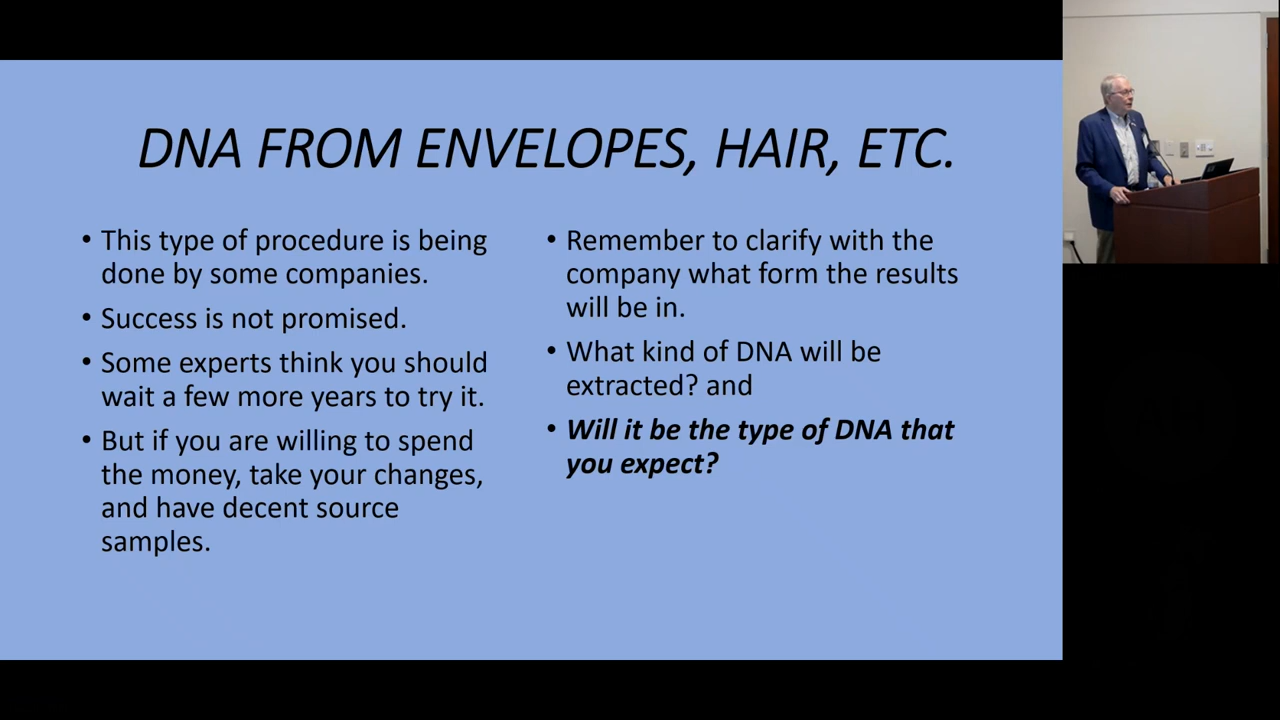 DNA FROM ENVELOPES, HAIR, ETC.
• This type of procedure is being
done by some companies.
• Success is not promised.
• Some experts think you should
wait a few more years to try it.
• But if you are willing to spend
the money, take your changes,
and have decent source
samples.
• Remember to clarify with the
company what form the results
will be in.
• What kind of DNA will be
extracted? and
• Will it be the type of DNA that
you expect?